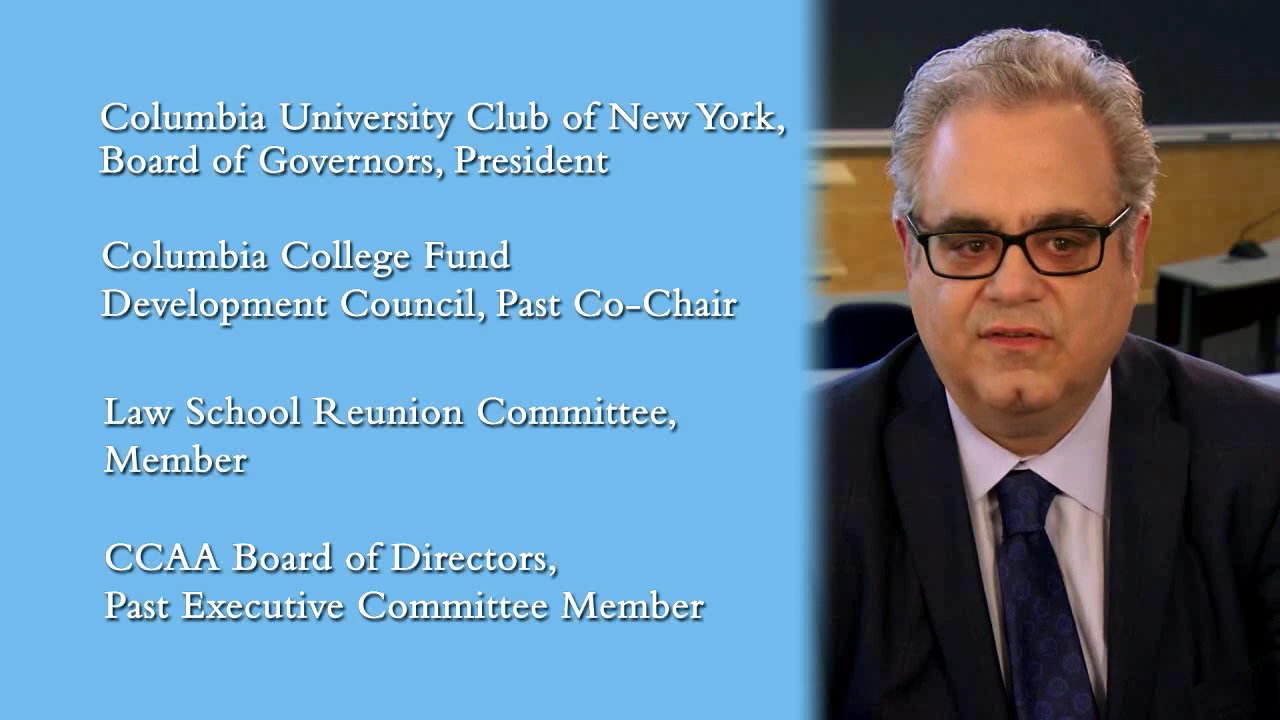 Columbia University Club of New York,
Board of Governors, President
Columbia College Fund
Development Council, Past Co-Chair
Law School Reunion Committee,
Member
CCAA Board of Directors,
Past Executive Committee Member